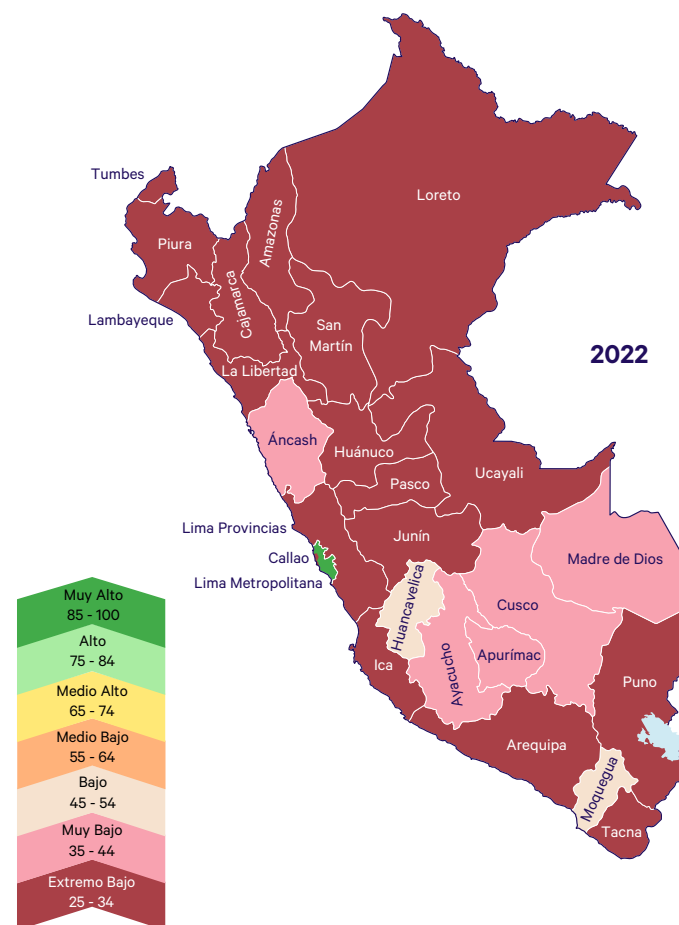 Tumbes
Loreto
Piura
Amazonas
Cajamarca
Lambayeque
San
Martín
2022
La Libertad
Áncash
Huánuco
Ucayali
Pasco
Lima Provincias
Junín
Callao
Madre de Dios
Lima Metropolitana
Huancavelica
Cusco
Ica
Ayacucho
Apurímac
Puno
Arequipa
Moquegua
Tacna
Muy Alto
85 - 100
Alto
75 - 84
Medio Alto
65 - 74
Medio Bajo
55 - 64
Bajo
45 - 54
Muy Bajo
35 - 44
Extremo Bajo
25 - 34